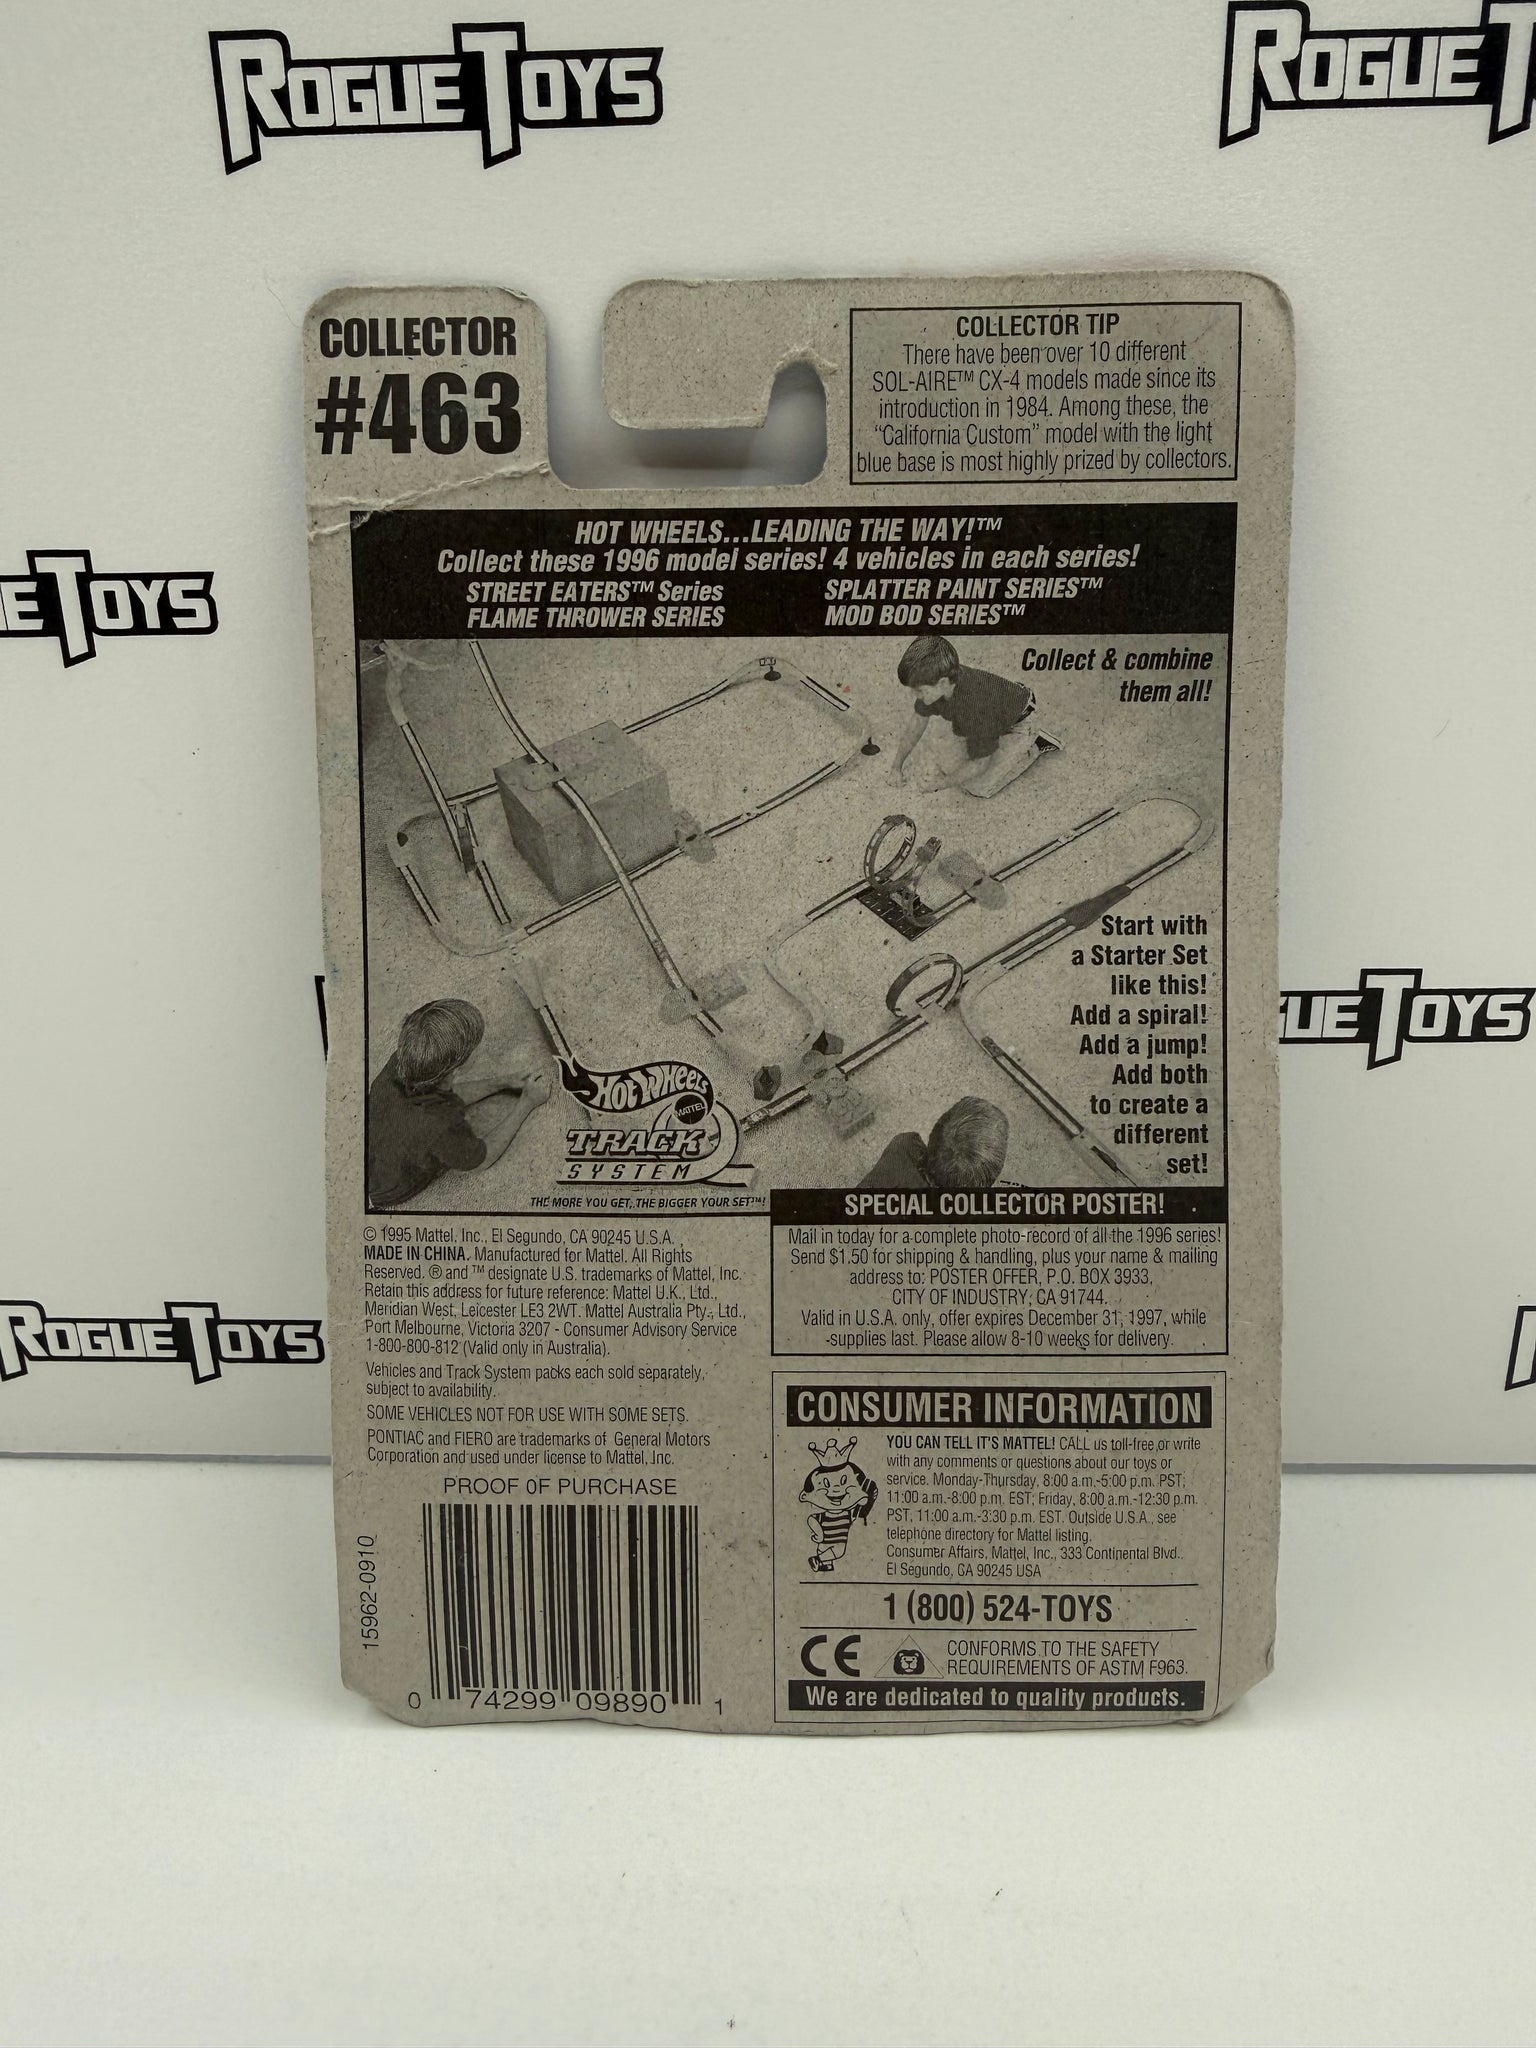 ROGUE TOYS
ROGUE T
E TOYS
UE TOYS
ROGUE TOYS
COLLECTOR
#463
COLLECTOR TIP
There have been over 10 different
SOL-AIRE™ CX-4 models made since its
introduction in 1984. Among these, the
"California Custom" model with the light
blue base is most highly prized by collectors.
HOT WHEELS...LEADING THE WAY!™
Collect these 1996 model series! 4 vehicles in each series!
STREET EATERS™ Series
FLAME THROWER SERIES
SPLATTER PAINT SERIES™
MOD BOD SERIES™
Collect & combine
them all!
Start with
a Starter Set
like this!
Add a spiral!
Add a jump!
Add both
to create a
different
set!
HOT WHEELS
MATTEL
TRACK
SYSTEM
THE MORE YOU GET, THE BIGGER YOUR SET™!
SPECIAL COLLECTOR POSTER!
Mail in today for a complete photo-record of all the 1996 series!
Send $1.50 for shipping & handling, plus your name & mailing
address to: POSTER OFFER, P.O. BOX 3933,
CITY OF INDUSTRY, CA 91744.
Valid in U.S.A. only, offer expires December 31, 1997, while
supplies last. Please allow 8-10 weeks for delivery.
© 1995 Mattel, Inc., El Segundo, CA 90245 U.S.A.
MADE IN CHINA. Manufactured for Mattel. All Rights
Reserved. ® and ™ designate U.S. trademarks of Mattel, Inc.
Retain this address for future reference: Mattel U.K., Ltd.,
Meridian West, Leicester LE3 2WT. Mattel Australia Pty., Ltd.,
Port Melbourne, Victoria 3207 - Consumer Advisory Service
1-800-800-812 (Valid only in Australia).
Vehicles and Track System packs each sold separately,
subject to availability.
SOME VEHICLES NOT FOR USE WITH SOME SETS.
PONTIAC and FIERO are trademarks of General Motors
Corporation and used under license to Mattel, Inc.
PROOF OF PURCHASE
15962-0910
0 74299 09890 1
CONSUMER INFORMATION
YOU CAN TELL IT'S MATTEL! CALL us toll-free or write
with any comments or questions about our toys or
service. Monday-Thursday, 8:00 a.m.-5:00 p.m. PST;
11:00 a.m.-8:00 p.m. EST; Friday, 8:00 a.m.-12:30 p.m.
PST, 11:00 a.m.-3:30 p.m. EST. Outside U.S.A., see
telephone directory for Mattel listing.
Consumer Affairs, Mattel, Inc., 333 Continental Blvd.,
El Segundo, CA 90245 USA
1 (800) 524-TOYS
CE
CONFORMS TO THE SAFETY
REQUIREMENTS OF ASTM F963.
We are dedicated to quality products.